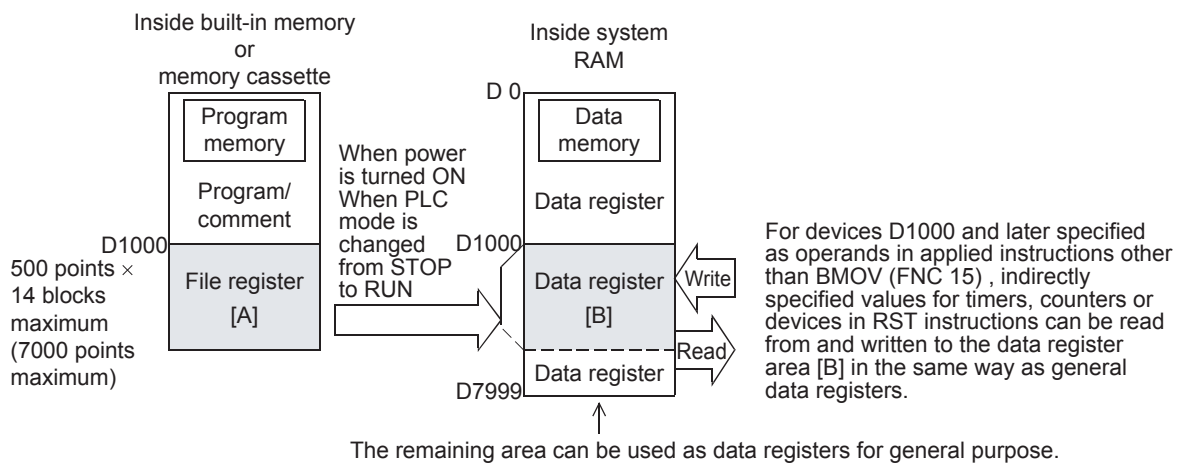 Inside built-in memory
or
memory cassette
Program
memory
Program/
comment
D1000
500 points ×
14 blocks
maximum
(7000 points
maximum)
File register
[A]
When power
is turned ON
When PLC
mode is
changed
from STOP
to RUN
Inside system
RAM
D 0
Data
memory
Data register
D1000
Data register
[B]
Data register
D7999
Write
Read
For devices D1000 and later specified
as operands in applied instructions other
than BMOV (FNC 15) , indirectly
specified values for timers, counters or
devices in RST instructions can be read
from and written to the data register
area [B] in the same way as general
data registers.
The remaining area can be used as data registers for general purpose.